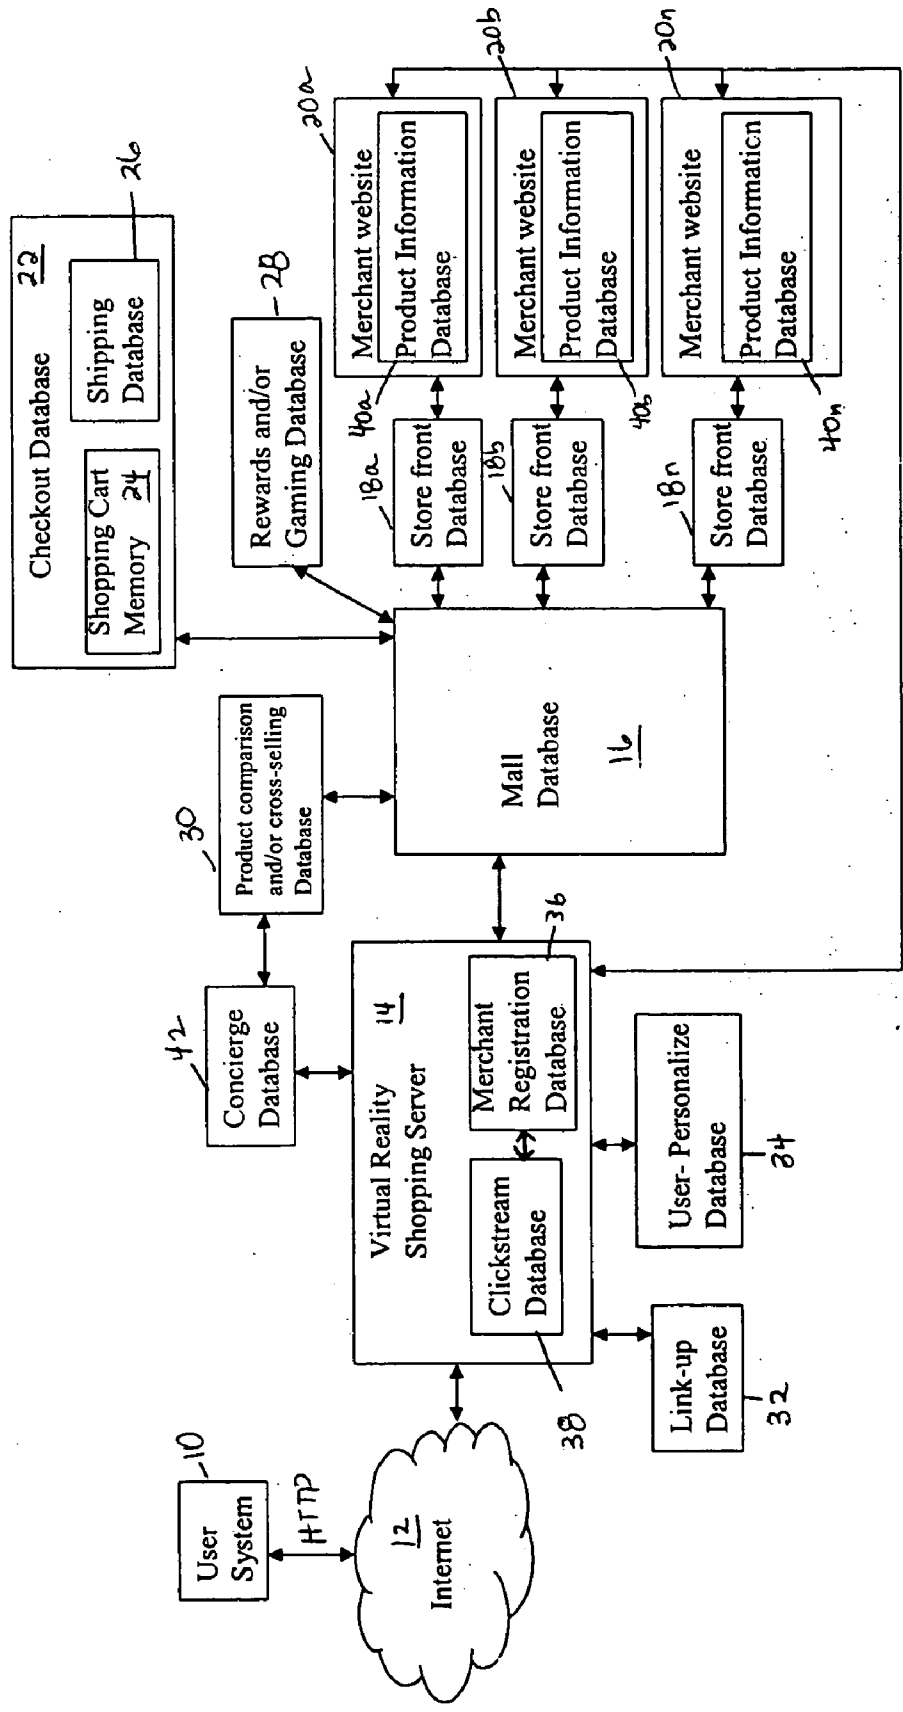 User
System
10
HTTP
12
Internet
Virtual Reality
Shopping Server
14
Clickstream
Database
38
Merchant
Registration
Database
36
Link-up
Database
32
User- Personalize
Database
34
Concierge
Database
42
Product comparison
and/or cross-selling
Database
30
Mall
Database
16
Checkout Database
22
Shopping Cart
Memory 24
Shipping
Database
26
Rewards and/or
Gaming Database
28
Store front
Database
18a
Store front
Database
18b
Store front
Database
18n
Merchant website
Product Information
Database
20a
40a
Merchant website
Product Information
Database
20b
40b
Merchant website
Product Information
Database
20n
40n